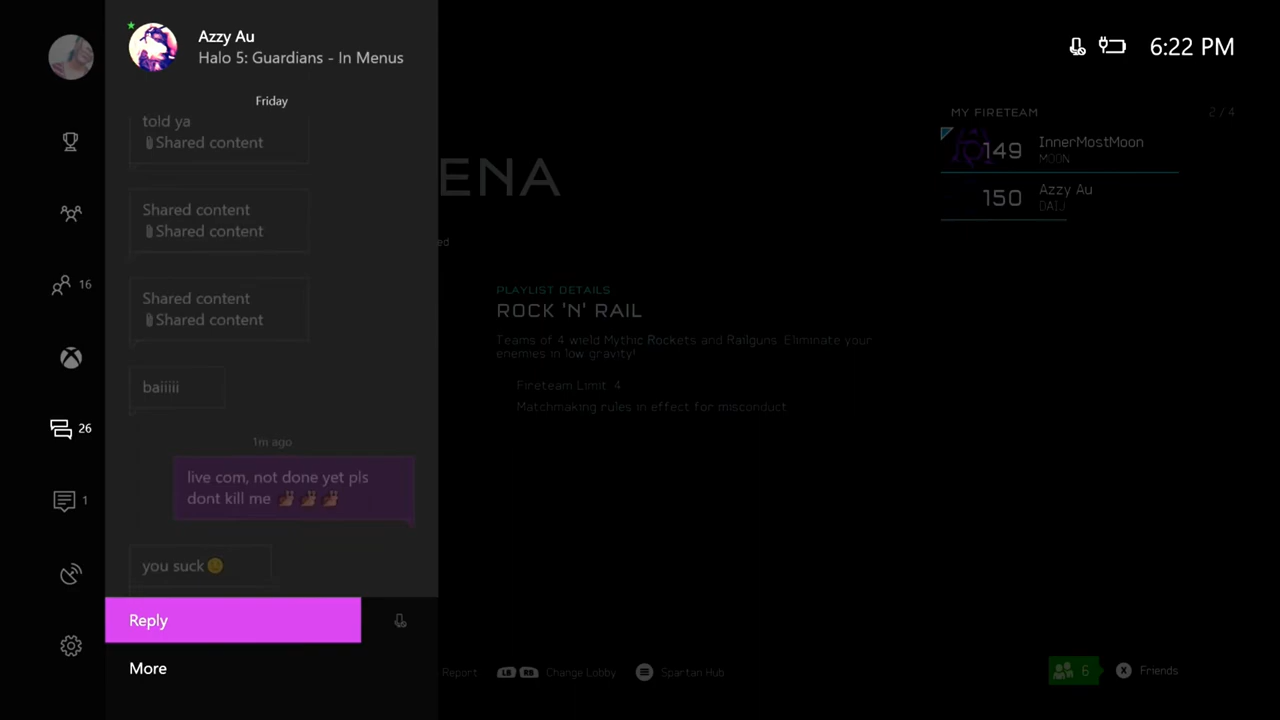 Azzy Au
Halo 5: Guardians - In Menus
6:22 PM
Friday
told ya
Shared content
Shared content
Shared content
Shared content
Shared content
baiiiii
1m ago
live com, not done yet pls
dont kill me
you suck
Reply
More
16
26
1
ENA
ed
PLAYLIST DETAILS
ROCK 'N' RAIL
Teams of 4 wield Mythic Rockets and Railguns. Eliminate your
enemies in low gravity!
Fireteam Limit 4
Matchmaking rules in effect for misconduct
MY FIRETEAM 2/4
149 InnerMostMoon
MOON
150 Azzy Au
DAIJ
Report LB RB Change Lobby Spartan Hub
6 X Friends